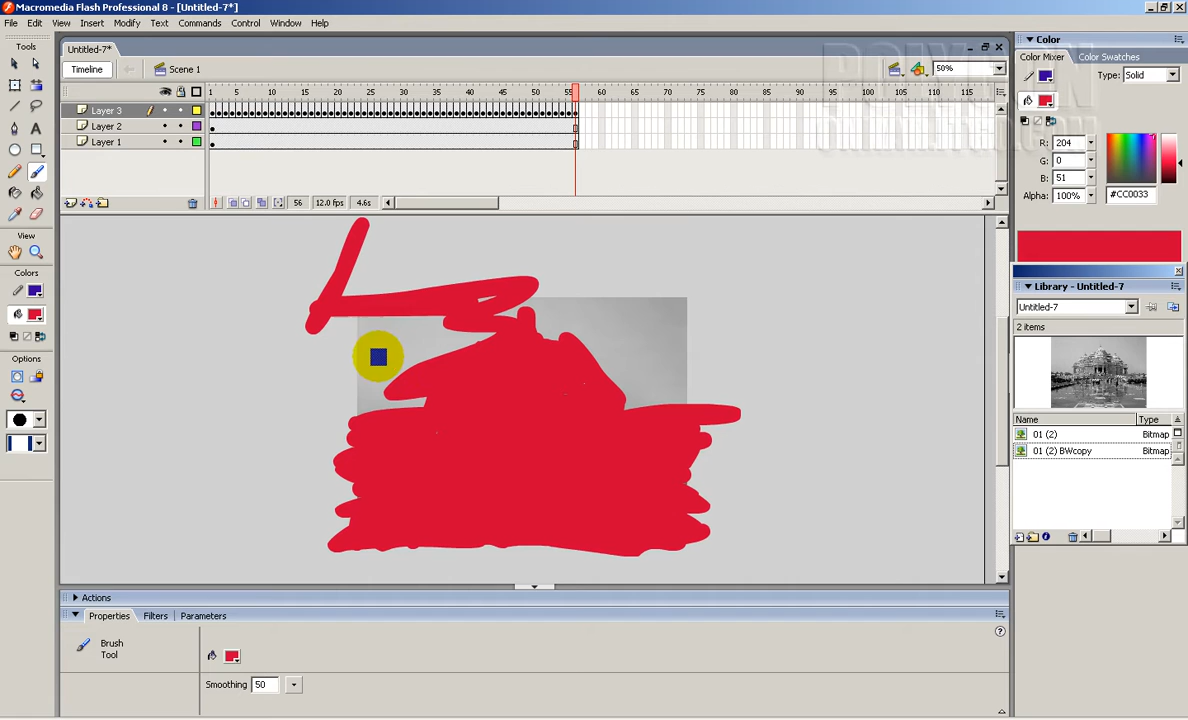 Macromedia Flash Professional 8 - [Untitled-7*]
File Edit View Insert Modify Text Commands Control Window Help
Tools
Untitled-7*
Color
Color Mixer Color Swatches
Timeline
Scene 1
50%
Type: Solid
1 5 10 15 20 25 30 35 40 45 50 55 60 65 70 75 80 85 90 95 100 105 110 115
Layer 3
Layer 2
Layer 1
R: 204
G: 0
B: 51
Alpha: 100%
#CC0033
56 12.0 fps 4.6s
View
Colors
Options
Library - Untitled-7
Untitled-7
2 items
Name Type
01 (2) Bitmap
01 (2) BWcopy Bitmap
Actions
Properties Filters Parameters
Brush
Tool
Smoothing 50